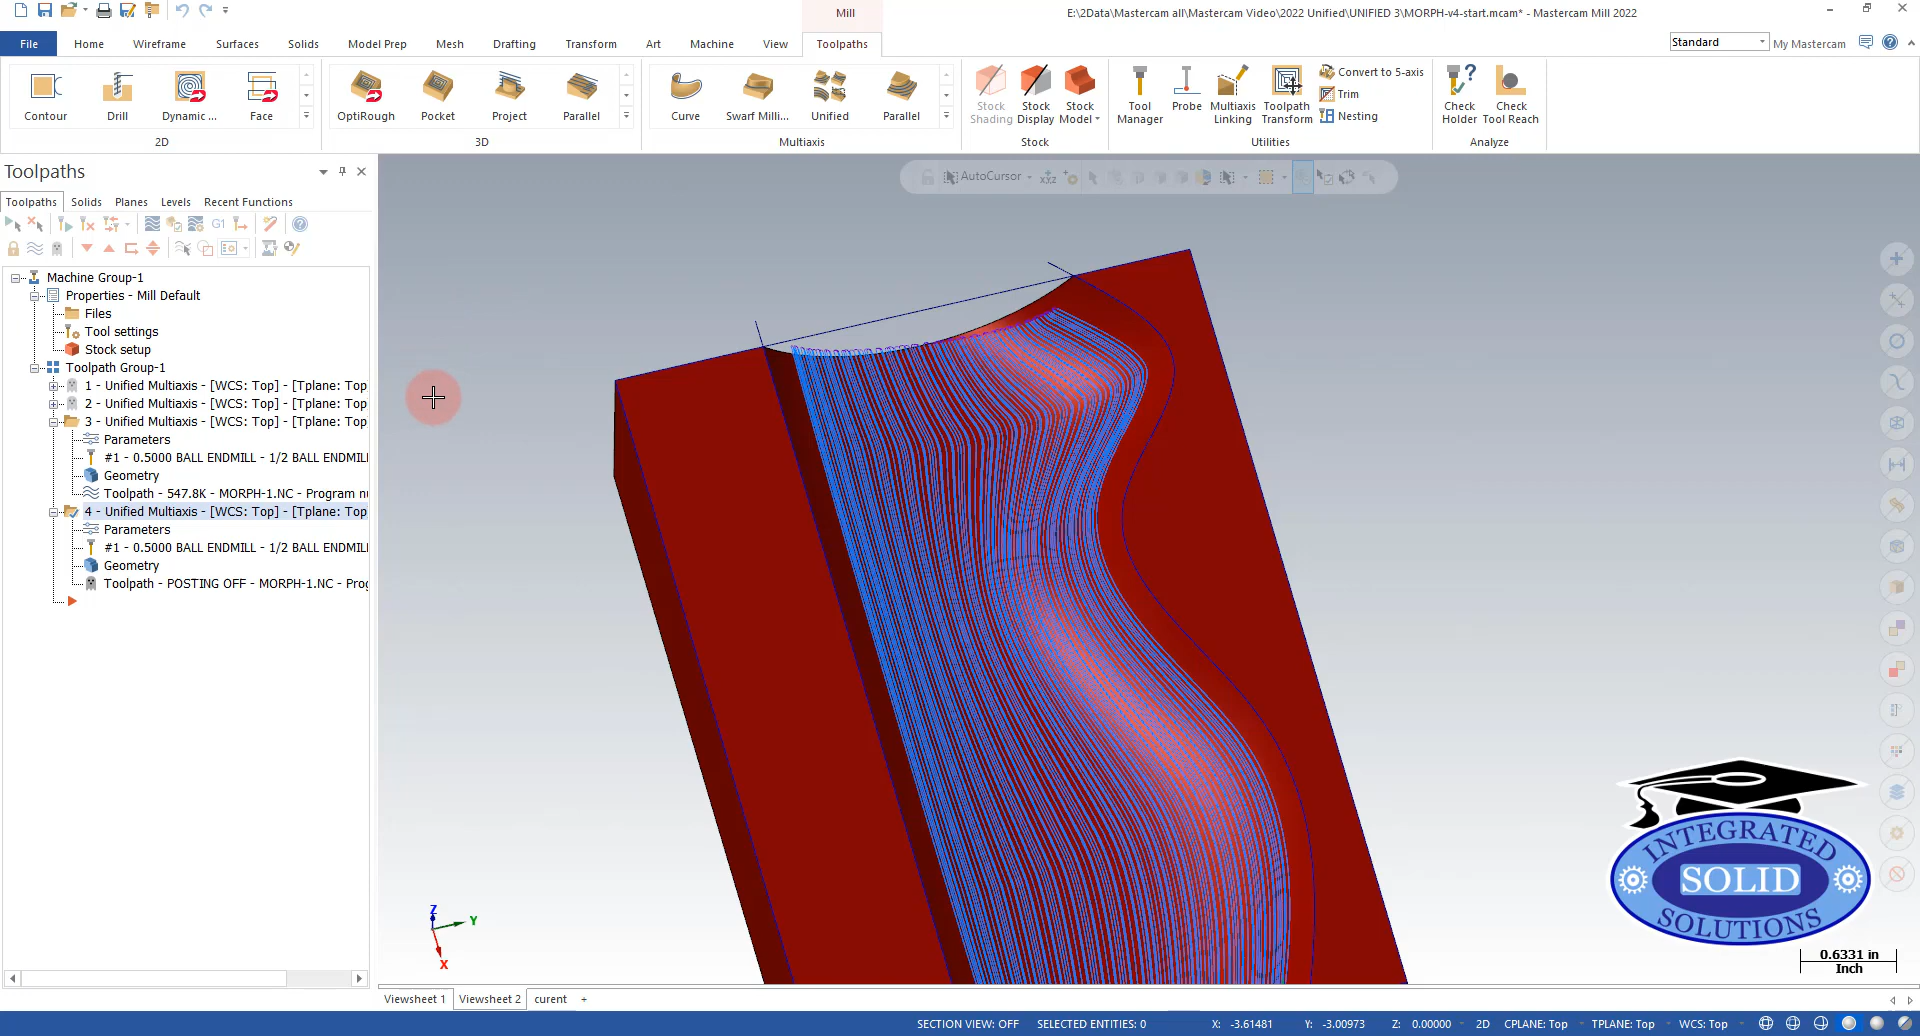 Mill
E:\2Data\Mastercam all\Mastercam Video\2022 Unified\UNIFIED 3\MORPH-v4-start.mcam* - Mastercam Mill 2022
File
Home
Wireframe
Surfaces
Solids
Model Prep
Mesh
Drafting
Transform
Art
Machine
View
Toolpaths
Standard
My Mastercam
Contour
Drill
Dynamic ...
Face
2D
OptiRough
Pocket
Project
Parallel
3D
Curve
Swarf Milli...
Unified
Parallel
Multiaxis
Stock Shading
Stock Display
Stock Model
Stock
Tool Manager
Probe
Multiaxis Linking
Toolpath Transform
Convert to 5-axis
Trim
Nesting
Utilities
Check Holder
Check Tool Reach
Analyze
Toolpaths
Toolpaths
Solids
Planes
Levels
Recent Functions
G1
AutoCursor
xyz
Machine Group-1
Properties - Mill Default
Files
Tool settings
Stock setup
Toolpath Group-1
1 - Unified Multiaxis - [WCS: Top] - [Tplane: Top
2 - Unified Multiaxis - [WCS: Top] - [Tplane: Top
3 - Unified Multiaxis - [WCS: Top] - [Tplane: Top
Parameters
#1 - 0.5000 BALL ENDMILL - 1/2 BALL ENDMIL
Geometry
Toolpath - 547.8K - MORPH-1.NC - Program nu
4 - Unified Multiaxis - [WCS: Top] - [Tplane: Top
Parameters
#1 - 0.5000 BALL ENDMILL - 1/2 BALL ENDMIL
Geometry
Toolpath - POSTING OFF - MORPH-1.NC - Prog
Z
Y
X
INTEGRATED
SOLID
SOLUTIONS
0.6331 in
Inch
Viewsheet 1
Viewsheet 2
curent
+
SECTION VIEW: OFF
SELECTED ENTITIES: 0
X: -3.61481
Y: -3.00973
Z: 0.00000
2D
CPLANE: Top
TPLANE: Top
WCS: Top